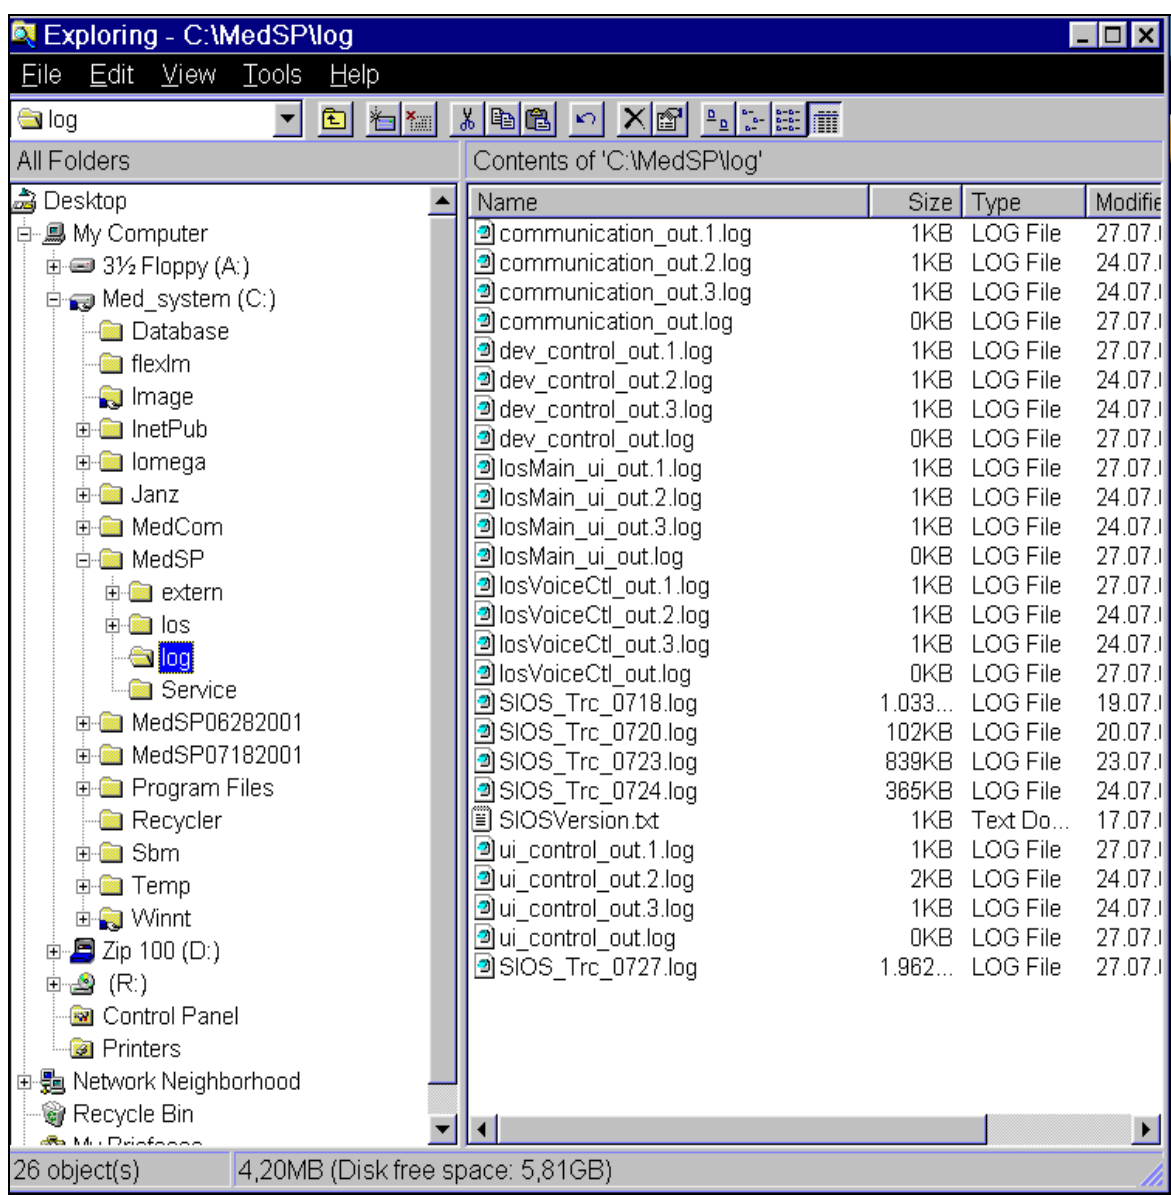 Exploring - C:\MedSP\log
File Edit View Tools Help
log
All Folders
Contents of 'C:\MedSP\log'
Desktop
My Computer
3½ Floppy (A:)
Med_system (C:)
Database
flexlm
Image
InetPub
Iomega
Janz
MedCom
MedSP
extern
Ios
log
Service
MedSP06282001
MedSP07182001
Program Files
Recycler
Sbm
Temp
Winnt
Zip 100 (D:)
(R:)
Control Panel
Printers
Network Neighborhood
Recycle Bin
Name Size Type Modifie
communication_out.1.log 1KB LOG File 27.07.
communication_out.2.log 1KB LOG File 24.07.
communication_out.3.log 1KB LOG File 24.07.
communication_out.log 0KB LOG File 27.07.
dev_control_out.1.log 1KB LOG File 27.07.
dev_control_out.2.log 1KB LOG File 24.07.
dev_control_out.3.log 1KB LOG File 24.07.
dev_control_out.log 0KB LOG File 27.07.
IosMain_ui_out.1.log 1KB LOG File 27.07.
IosMain_ui_out.2.log 1KB LOG File 24.07.
IosMain_ui_out.3.log 1KB LOG File 24.07.
IosMain_ui_out.log 0KB LOG File 27.07.
IosVoiceCtl_out.1.log 1KB LOG File 27.07.
IosVoiceCtl_out.2.log 1KB LOG File 24.07.
IosVoiceCtl_out.3.log 1KB LOG File 24.07.
IosVoiceCtl_out.log 0KB LOG File 27.07.
SIOS_Trc_0718.log 1.033... LOG File 19.07.
SIOS_Trc_0720.log 102KB LOG File 20.07.
SIOS_Trc_0723.log 839KB LOG File 23.07.
SIOS_Trc_0724.log 365KB LOG File 24.07.
SIOSVersion.txt 1KB Text Do... 17.07.
ui_control_out.1.log 1KB LOG File 27.07.
ui_control_out.2.log 2KB LOG File 24.07.
ui_control_out.3.log 1KB LOG File 24.07.
ui_control_out.log 0KB LOG File 27.07.
SIOS_Trc_0727.log 1.962... LOG File 27.07.
26 object(s)
4,20MB (Disk free space: 5,81GB)